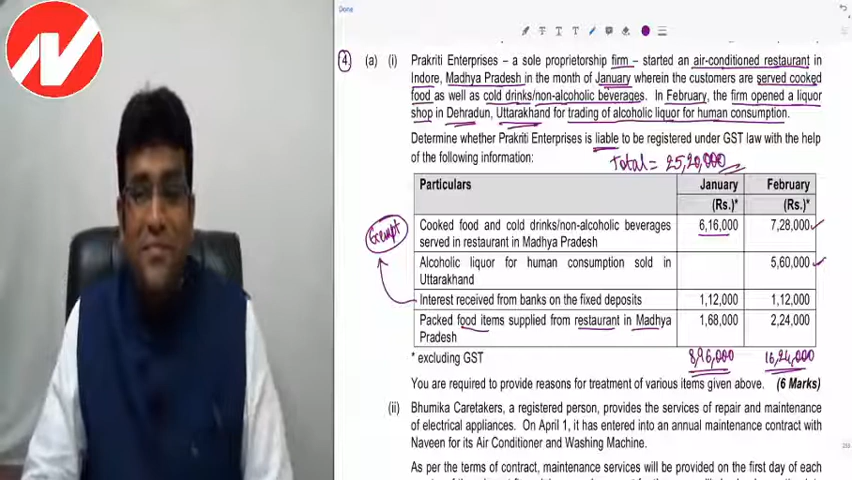 Done
4 (a) (i) Prakriti Enterprises – a sole proprietorship firm – started an air-conditioned restaurant in
Indore, Madhya Pradesh in the month of January wherein the customers are served cooked
food as well as cold drinks/non-alcoholic beverages. In February, the firm opened a liquor
shop in Dehradun, Uttarakhand for trading of alcoholic liquor for human consumption.
Determine whether Prakriti Enterprises is liable to be registered under GST law with the help
of the following information:
Total = 25,20,000
Particulars January February
(Rs.)* (Rs.)*
Cooked food and cold drinks/non-alcoholic beverages 6,16,000 7,28,000
served in restaurant in Madhya Pradesh
Exempt
Alcoholic liquor for human consumption sold in 5,60,000
Uttarakhand
Interest received from banks on the fixed deposits 1,12,000 1,12,000
Packed food items supplied from restaurant in Madhya 1,68,000 2,24,000
Pradesh
* excluding GST 8,96,000 16,24,000
You are required to provide reasons for treatment of various items given above. (6 Marks)
(ii) Bhumika Caretakers, a registered person, provides the services of repair and maintenance
of electrical appliances. On April 1, it has entered into an annual maintenance contract with
Naveen for its Air Conditioner and Washing Machine.
As per the terms of contract, maintenance services will be provided on the first day of each